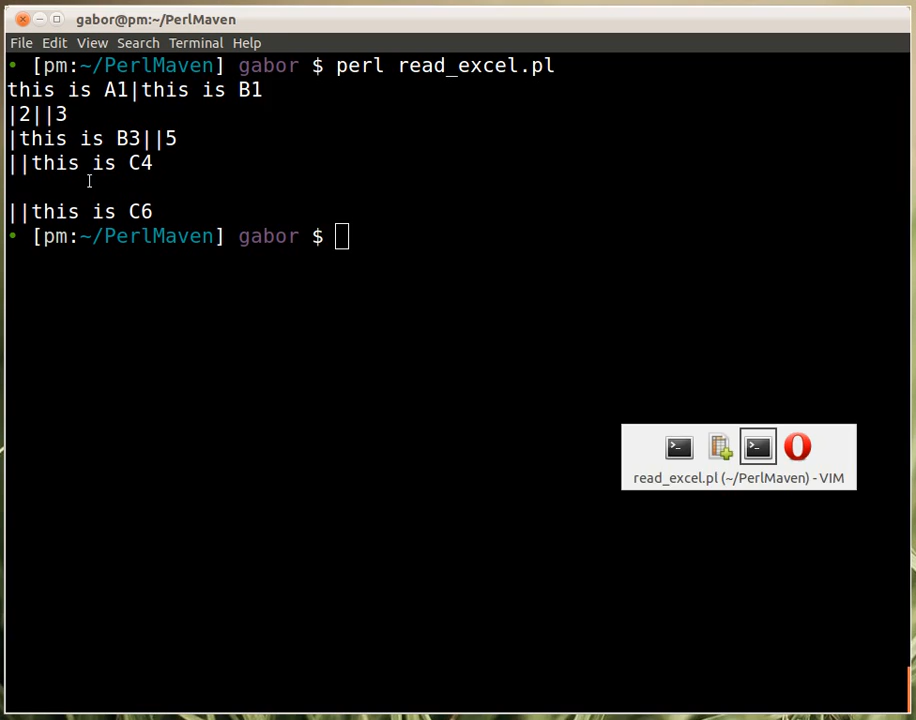 gabor@pm:~/PerlMaven
File Edit View Search Terminal Help
• [pm:~/PerlMaven] gabor $ perl read_excel.pl
this is A1|this is B1
|2||3
|this is B3||5
||this is C4
||this is C6
• [pm:~/PerlMaven] gabor $
read_excel.pl (~/PerlMaven) - VIM